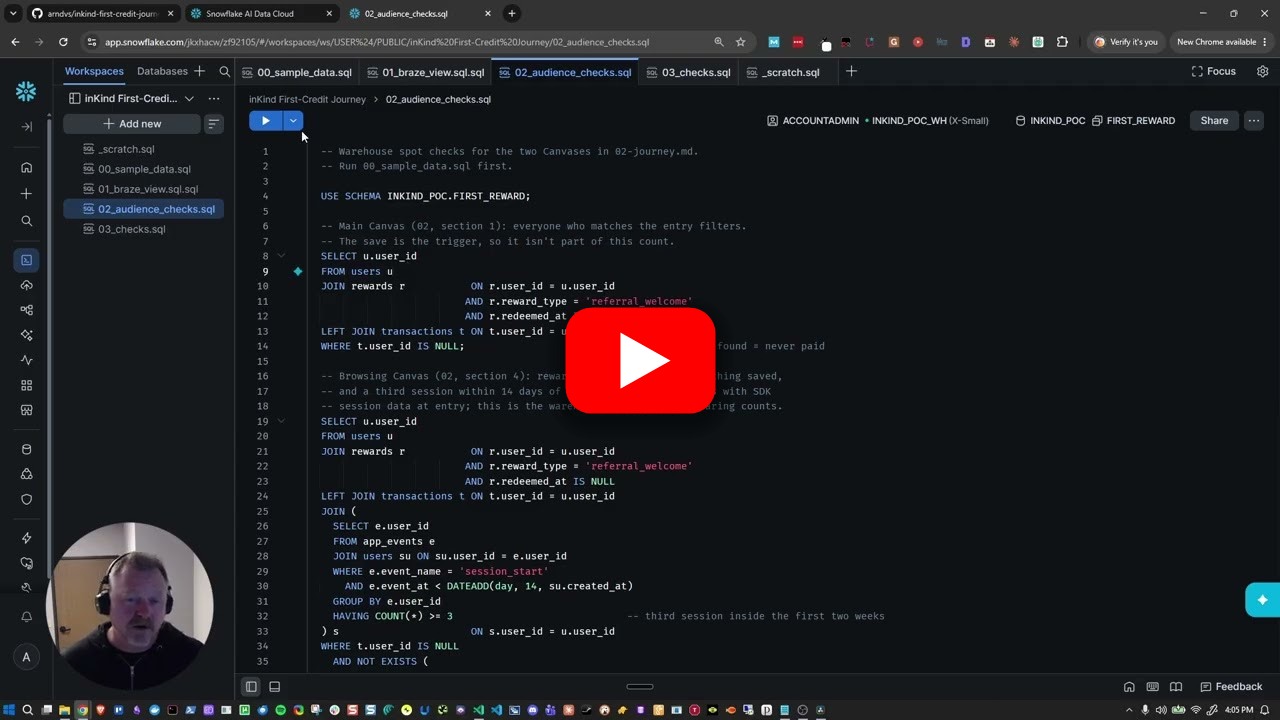 arndvs/inkind-first-credit-journ
Snowflake AI Data Cloud
02_audience_checks.sql
app.snowflake.com/jkxhacw/zf92105/#/workspaces/ws/USER%24/PUBLIC/inKind%20First-Credit%20Journey/02_audience_checks.sql
Verify it's you
New Chrome available
Workspaces
Databases
00_sample_data.sql
01_braze_view.sql.sql
02_audience_checks.sql
03_checks.sql
_scratch.sql
Focus
inKind First-Credi...
inKind First-Credit Journey > 02_audience_checks.sql
Add new
ACCOUNTADMIN
INKIND_POC_WH (X-Small)
INKIND_POC
FIRST_REWARD
Share
_scratch.sql
00_sample_data.sql
01_braze_view.sql.sql
02_audience_checks.sql
03_checks.sql
1 -- Warehouse spot checks for the two Canvases in 02-journey.md.
2 -- Run 00_sample_data.sql first.
3
4 USE SCHEMA INKIND_POC.FIRST_REWARD;
5
6 -- Main Canvas (02, section 1): everyone who matches the entry filters.
7 -- The save is the trigger, so it isn't part of this count.
8 SELECT u.user_id
9 FROM users u
10 JOIN rewards r ON r.user_id = u.user_id
11 AND r.reward_type = 'referral_welcome'
12 AND r.redeemed_at
13 LEFT JOIN transactions t ON t.user_id = u
14 WHERE t.user_id IS NULL; found = never paid
15
16 -- Browsing Canvas (02, section 4): rewa hing saved,
17 -- and a third session within 14 days of with SDK
18 -- session data at entry; this is the ware aring counts.
19 SELECT u.user_id
20 FROM users u
21 JOIN rewards r ON r.user_id = u.user_id
22 AND r.reward_type = 'referral_welcome'
23 AND r.redeemed_at IS NULL
24 LEFT JOIN transactions t ON t.user_id = u.user_id
25 JOIN (
26 SELECT e.user_id
27 FROM app_events e
28 JOIN users su ON su.user_id = e.user_id
29 WHERE e.event_name = 'session_start'
30 AND e.event_at < DATEADD(day, 14, su.created_at)
31 GROUP BY e.user_id
32 HAVING COUNT(*) >= 3 -- third session inside the first two weeks
33 ) s ON s.user_id = u.user_id
34 WHERE t.user_id IS NULL
35 AND NOT EXISTS (
A
Feedback
4:05 PM